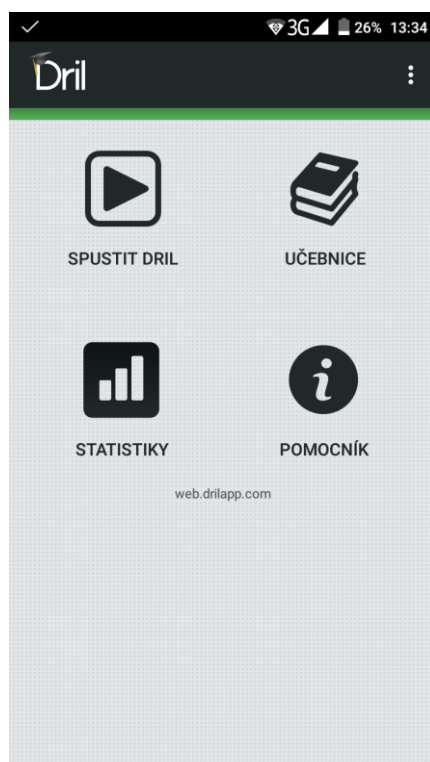 3G 26% 13:34
Dril
SPUSTIT DRIL UČEBNICE
STATISTIKY POMOCNÍK
web.drilapp.com